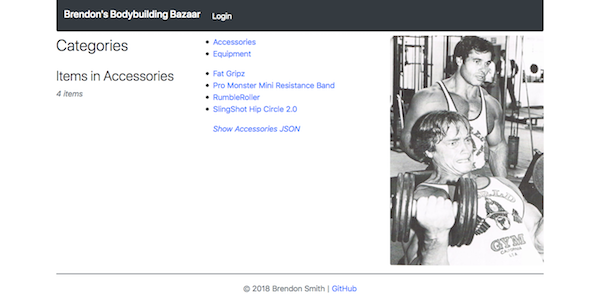 Brendon's Bodybuilding Bazaar Login
Categories
Accessories
Equipment
Items in Accessories
4 items
Fat Gripz
Pro Monster Mini Resistance Band
RumbleRoller
SlingShot Hip Circle 2.0
Show Accessories JSON
GYM
© 2018 Brendon Smith | GitHub